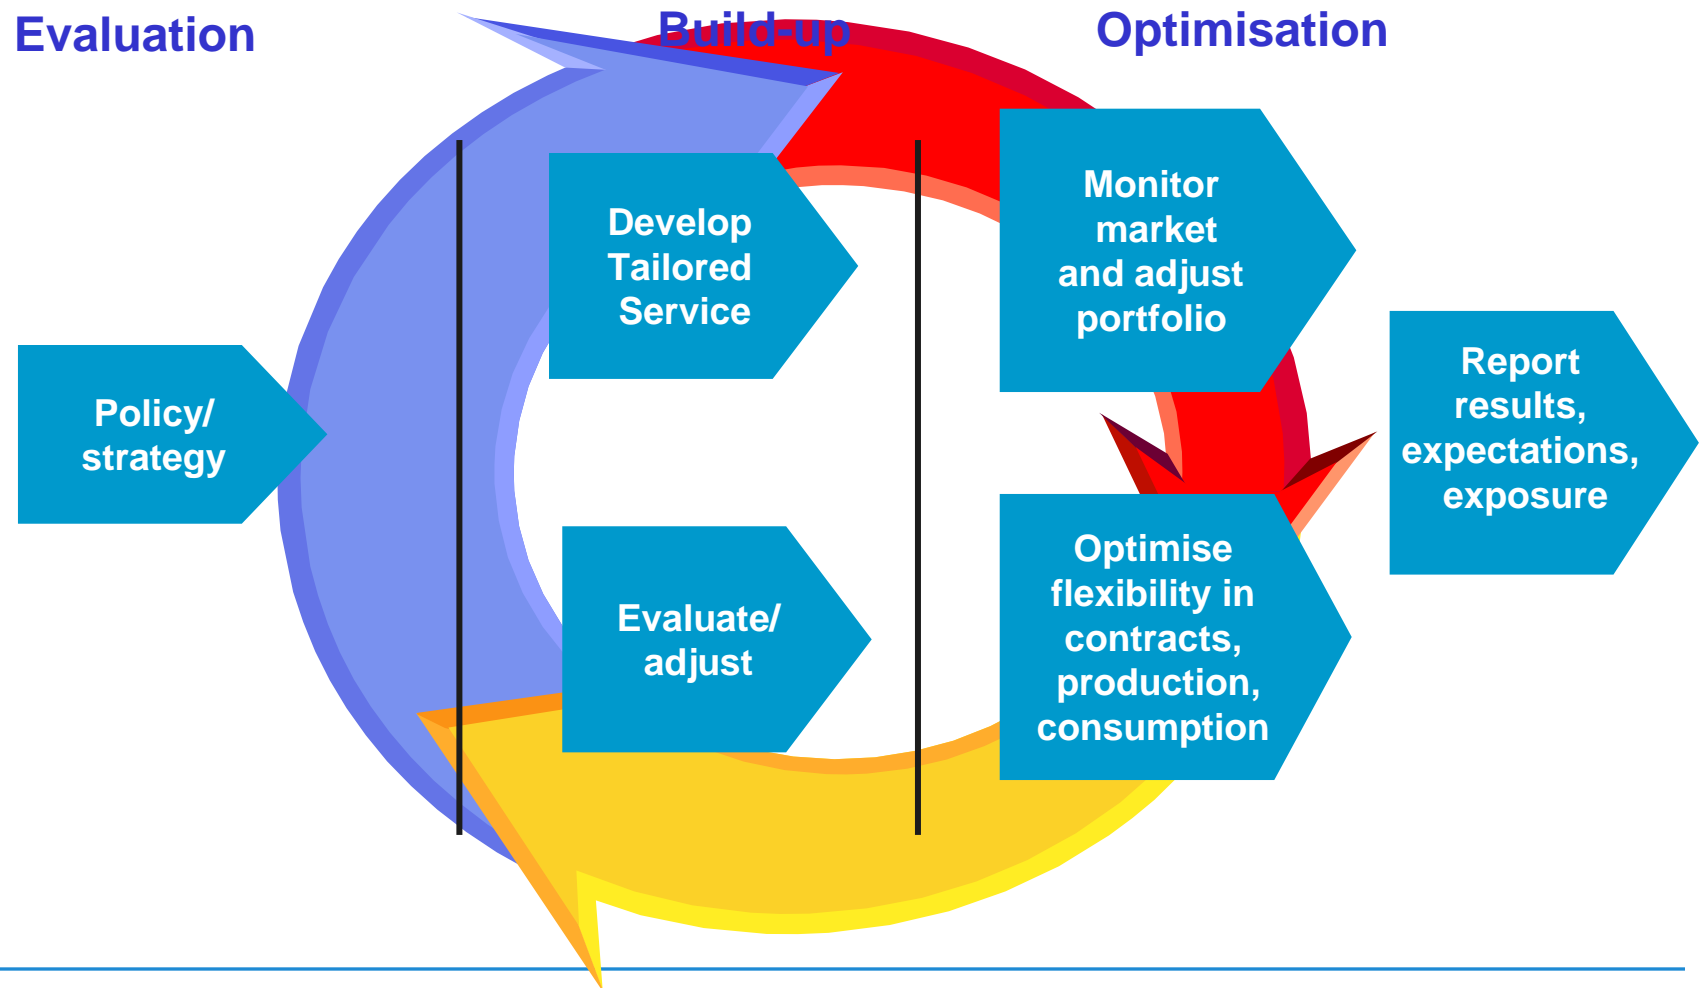 Evaluation
Build-up
Optimisation
Policy/
strategy
Develop
Tailored
Service
Evaluate/
adjust
Monitor
market
and adjust
portfolio
Optimise
flexibility in
contracts,
production,
consumption
Report
results,
expectations,
exposure